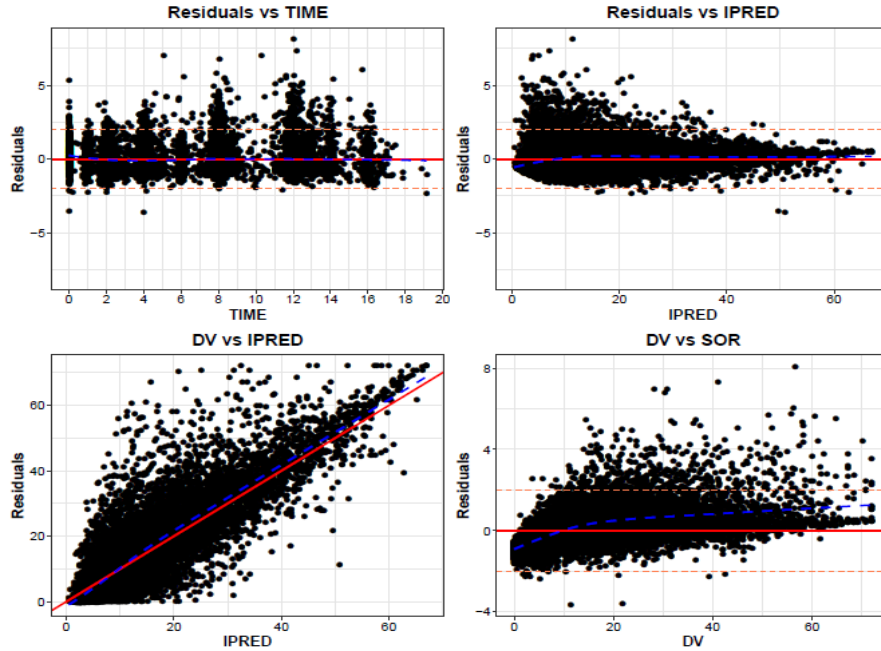 Residuals vs TIME
Residuals
5
0
−5
0 2 4 6 8 10 12 14 16 18 20
TIME
Residuals vs IPRED
Residuals
5
0
−5
0 20 40 60
IPRED
DV vs IPRED
Residuals
60
40
20
0
0 20 40 60
IPRED
DV vs SOR
Residuals
8
4
0
−4
0 20 40 60
DV